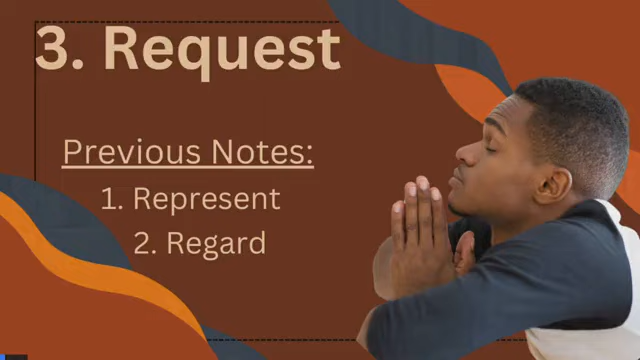 3. Request
Previous Notes:
1. Represent
2. Regard